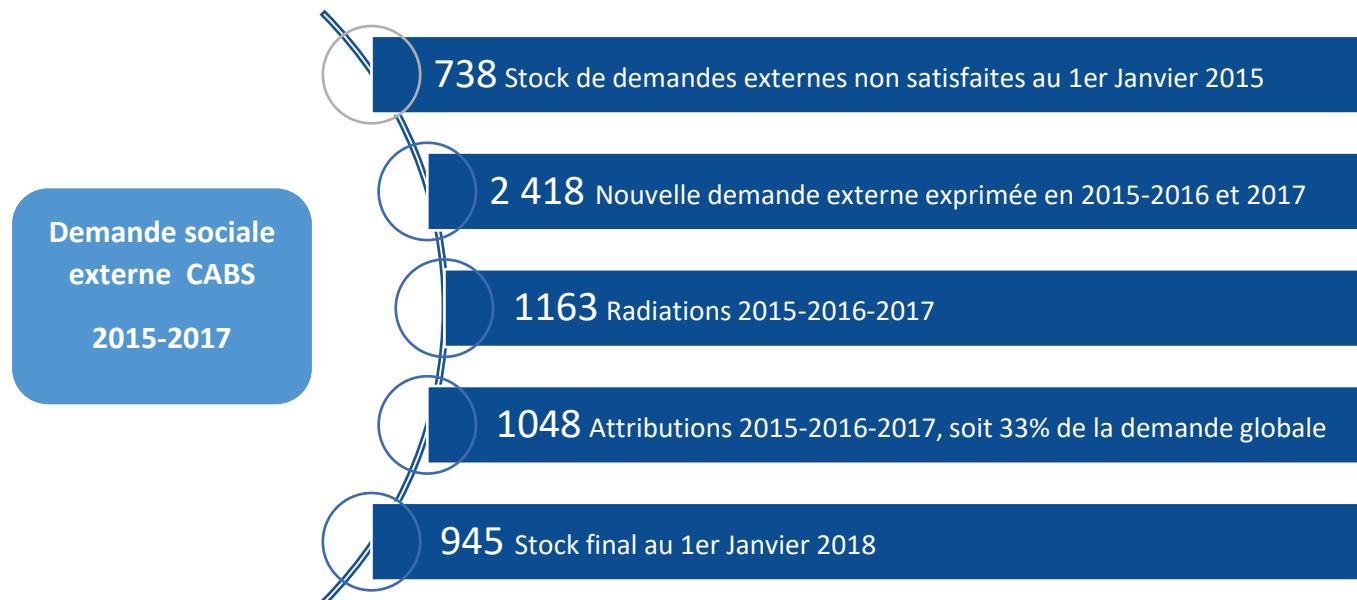 738 Stock de demandes externes non satisfaites au 1er Janvier 2015
2 418 Nouvelle demande externe exprimée en 2015-2016 et 2017
Demande sociale
externe CABS
2015-2017
1163 Radiations 2015-2016-2017
1048 Attributions 2015-2016-2017, soit 33% de la demande globale
945 Stock final au 1er Janvier 2018